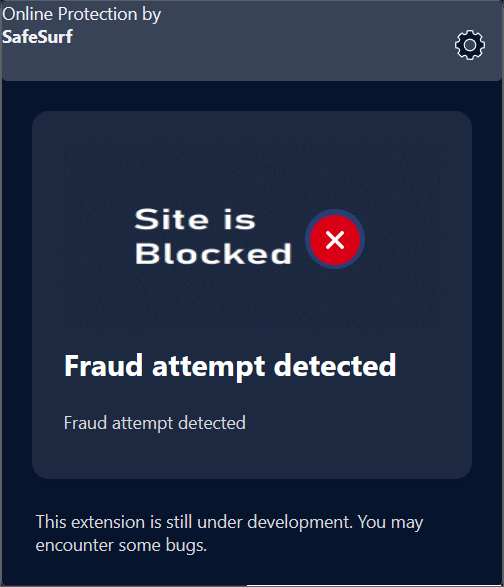 Online Protection by
SafeSurf
Site is
Blocked
Fraud attempt detected
Fraud attempt detected
This extension is still under development. You may
encounter some bugs.